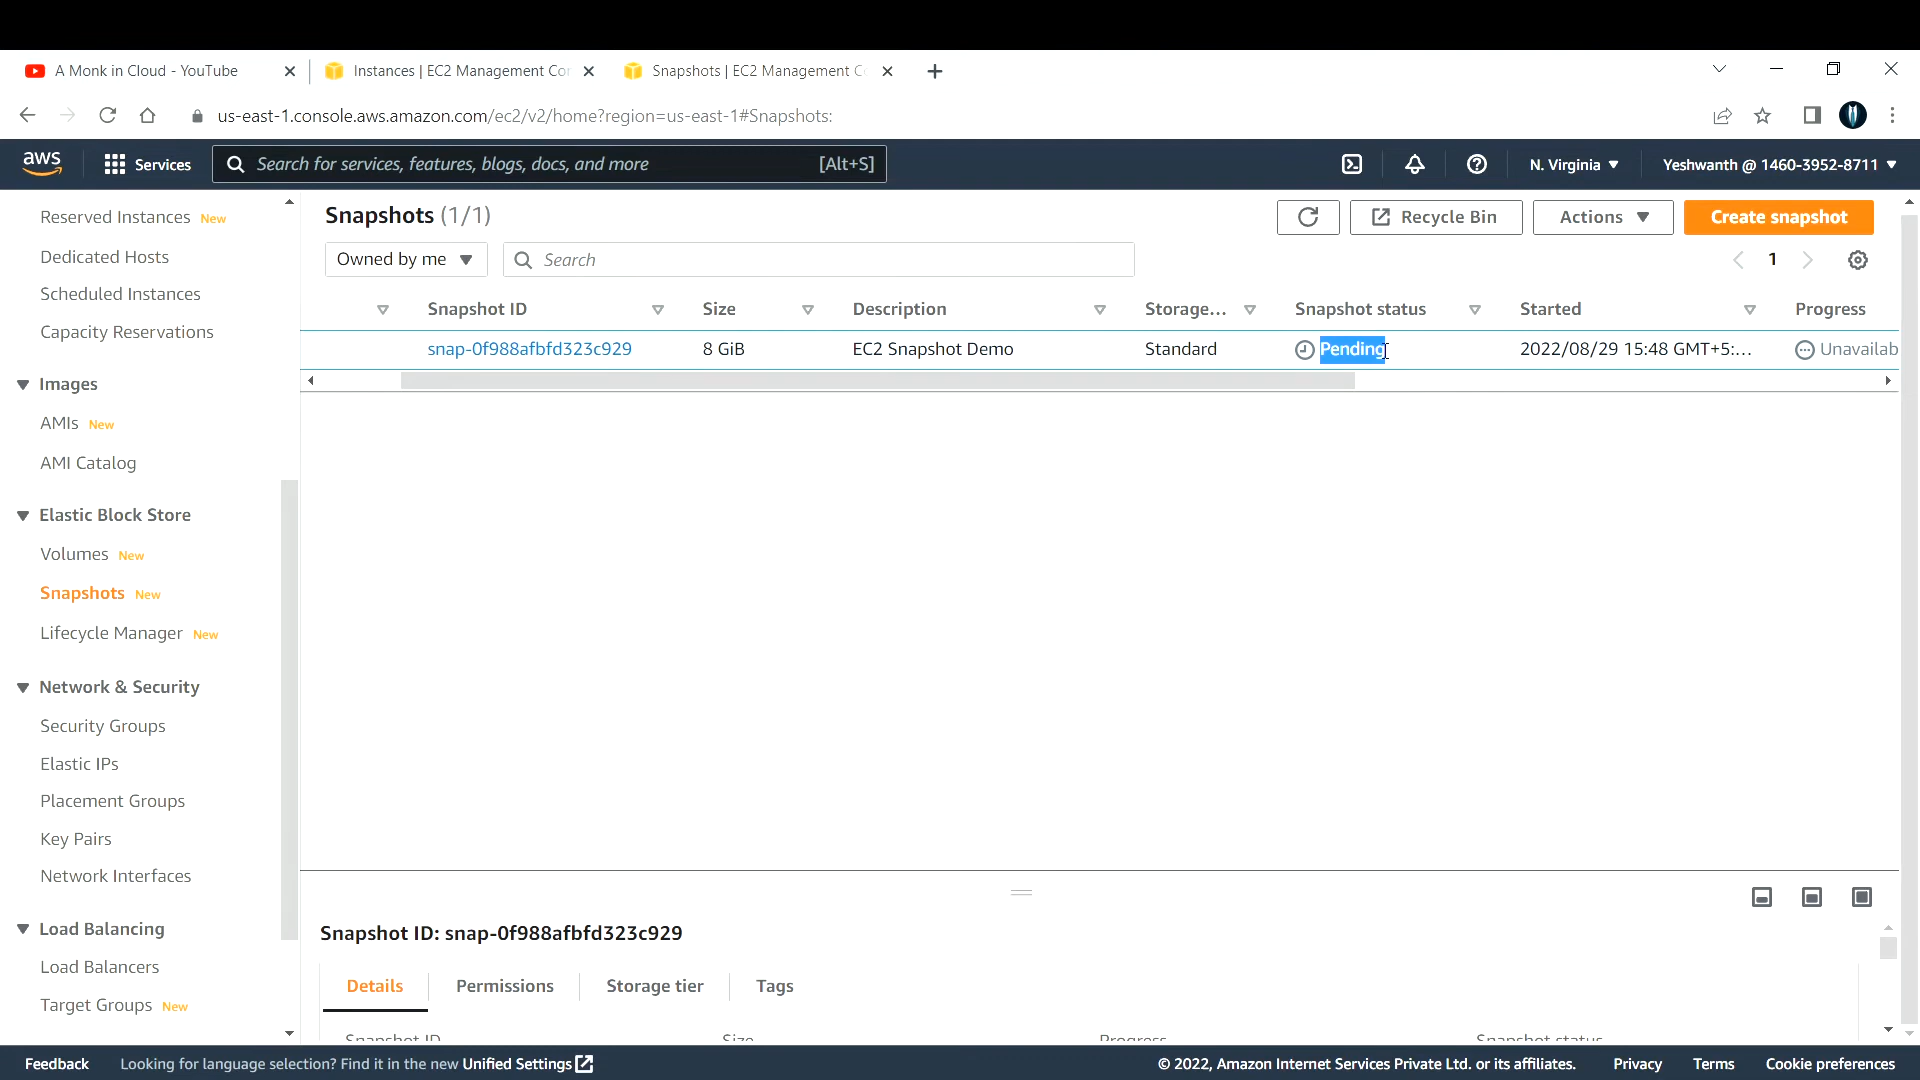 A Monk in Cloud - YouTube
Instances | EC2 Management Cor
Snapshots | EC2 Management Co
us-east-1.console.aws.amazon.com/ec2/v2/home?region=us-east-1#Snapshots:
aws
Services
Search for services, features, blogs, docs, and more
[Alt+S]
N. Virginia
Yeshwanth @ 1460-3952-8711
Reserved Instances New
Dedicated Hosts
Scheduled Instances
Capacity Reservations
Images
AMIs New
AMI Catalog
Elastic Block Store
Volumes New
Snapshots New
Lifecycle Manager New
Network & Security
Security Groups
Elastic IPs
Placement Groups
Key Pairs
Network Interfaces
Load Balancing
Load Balancers
Target Groups New
Snapshots (1/1)
Recycle Bin
Actions
Create snapshot
Owned by me
Search
1
Snapshot ID
Size
Description
Storage...
Snapshot status
Started
Progress
snap-0f988afbfd323c929
8 GiB
EC2 Snapshot Demo
Standard
Pending
2022/08/29 15:48 GMT+5:...
Unavailab
Snapshot ID: snap-0f988afbfd323c929
Details
Permissions
Storage tier
Tags
Snapshot ID
Size
Progress
Snapshot status
Feedback
Looking for language selection? Find it in the new Unified Settings
© 2022, Amazon Internet Services Private Ltd. or its affiliates.
Privacy
Terms
Cookie preferences